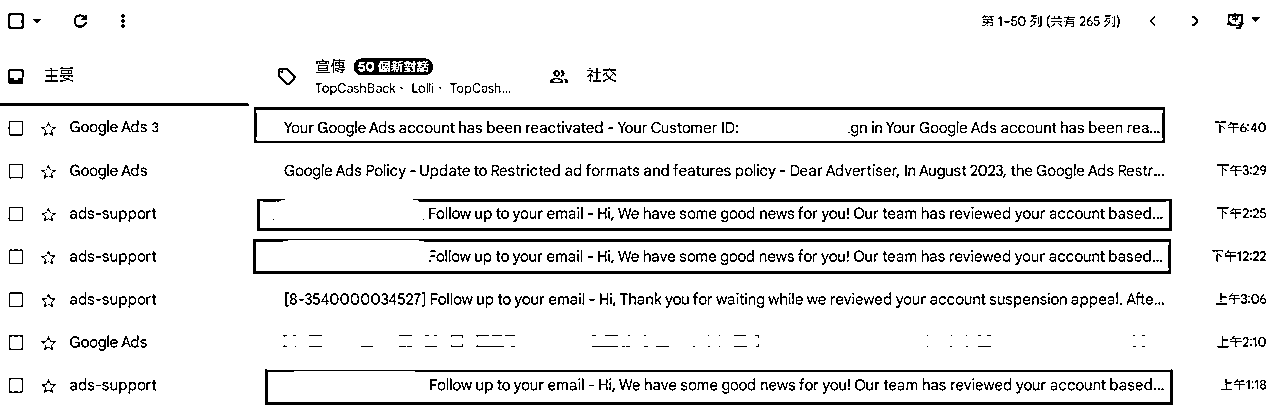 第 1-50 列 (共有 265 列)
主要
宣傳 50 個新對話
TopCashBack、Lolli、TopCash...
社交
Google Ads 3 Your Google Ads account has been reactivated - Your Customer ID: gn in Your Google Ads account has been rea... 下午6:40
Google Ads Google Ads Policy - Update to Restricted ad formats and features policy - Dear Advertiser, In August 2023, the Google Ads Restr... 下午3:29
ads-support Follow up to your email - Hi, We have some good news for you! Our team has reviewed your account based... 下午2:25
ads-support Follow up to your email - Hi, We have some good news for you! Our team has reviewed your account based... 下午12:22
ads-support [8-3540000034527] Follow up to your email - Hi, Thank you for waiting while we reviewed your account suspension appeal. Afte... 上午3:06
Google Ads 上午2:10
ads-support Follow up to your email - Hi, We have some good news for you! Our team has reviewed your account based... 上午1:18